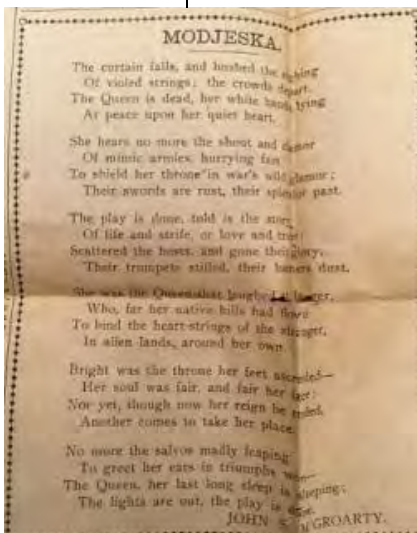 MODJESKA.
The curtain falls, and hushed the sighing
Of violed strings; the crowds depart.
The Queen is dead, her white hands lying
At peace upon her quiet heart.
She hears no more the shout and clamor
Of mimic armies, hurrying fast
To shield her throne in war's wild glamor;
Their swords are rust, their splendor past.
The play is done, told is the story
Of life and strife, or love and trust;
Scattered the hosts, and gone their glory,
Their trumpets stilled, their baners dust.
She was the Queen that laughed at
Who, far her native hills had flown
To bind the heart-strings of the stranger,
In alien lands, around her own.
Bright was the throne her feet ascended—
Her soul was fair, and fair her face;
Nor yet, though now her reign be ended,
Another comes to take her place.
No more the salvos madly leaping
To greet her ears in triumphs won—
The Queen, her last long sleep is sleeping;
The lights are out, the play is done.
JOHN S. M'GROARTY.